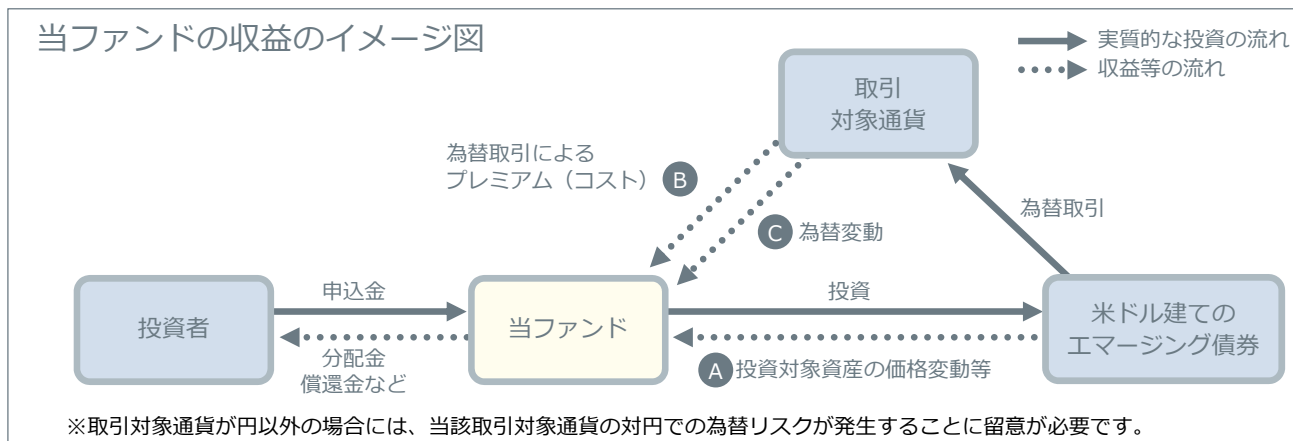 当ファンドの収益のイメージ図
実質的な投資の流れ
収益等の流れ
取引
対象通貨
為替取引による
プレミアム（コスト） B
C 為替変動
為替取引
投資者
申込金
分配金
償還金など
当ファンド
投資
A 投資対象資産の価格変動等
米ドル建ての
エマージング債券
※取引対象通貨が円以外の場合には、当該取引対象通貨の対円での為替リスクが発生することに留意が必要です。